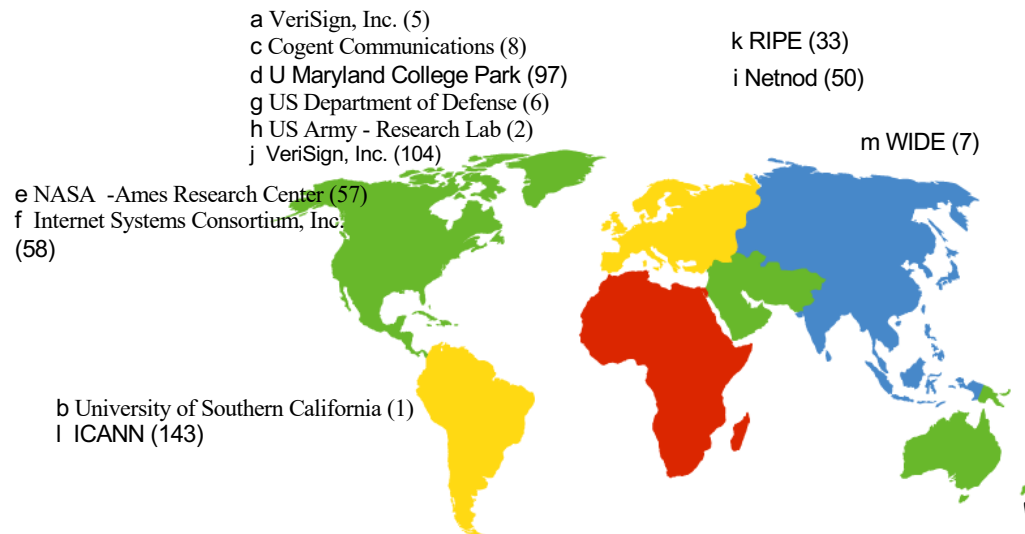 a VeriSign, Inc. (5)
c Cogent Communications (8)
d U Maryland College Park (97)
g US Department of Defense (6)
h US Army - Research Lab (2)
j VeriSign, Inc. (104)
k RIPE (33)
i Netnod (50)
m WIDE (7)
e NASA -Ames Research Center (57)
f Internet Systems Consortium, Inc.
(58)
b University of Southern California (1)
l ICANN (143)